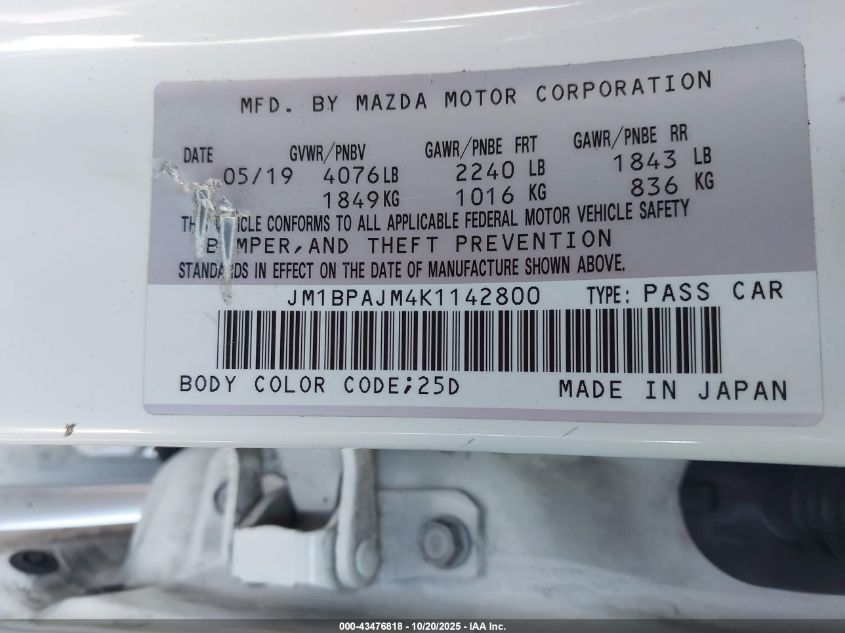 MFD. BY MAZDA MOTOR CORPORATION
DATE GVWR/PNBV GAWR/PNBE FRT GAWR/PNBE RR
05/19 4076LB 2240 LB 1843 LB
1849KG 1016 KG 836 KG
VEHICLE CONFORMS TO ALL APPLICABLE FEDERAL MOTOR VEHICLE SAFETY
BUMPER,AND THEFT PREVENTION
STANDARDS IN EFFECT ON THE DATE OF MANUFACTURE SHOWN ABOVE.
JM1BPAJM4K1142800 TYPE: PASS CAR
BODY COLOR CODE;25D MADE IN JAPAN
000-43476818 - 10/20/2025 - IAA Inc.